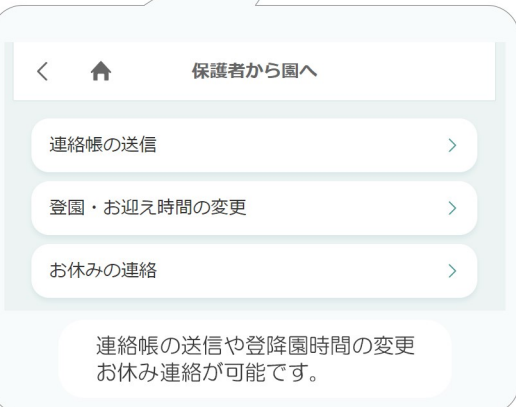 保護者から園へ
連絡帳の送信
登園・お迎え時間の変更
お休みの連絡
連絡帳の送信や登降園時間の変更
お休み連絡が可能です。